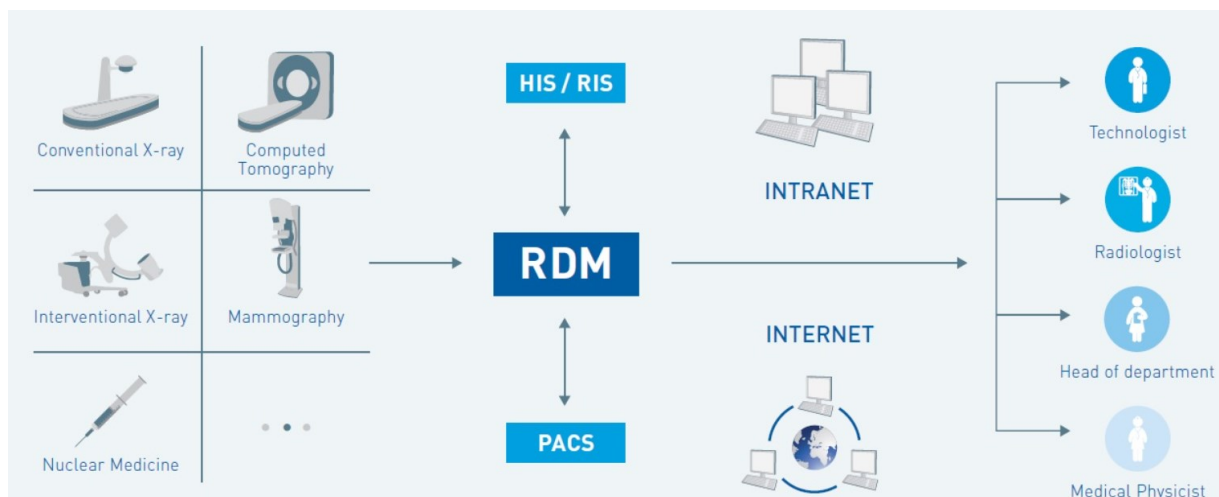 Conventional X-ray
Computed
Tomography
Interventional X-ray
Mammography
Nuclear Medicine
HIS / RIS
RDM
PACS
INTRANET
INTERNET
Technologist
Radiologist
Head of department
Medical Physicist